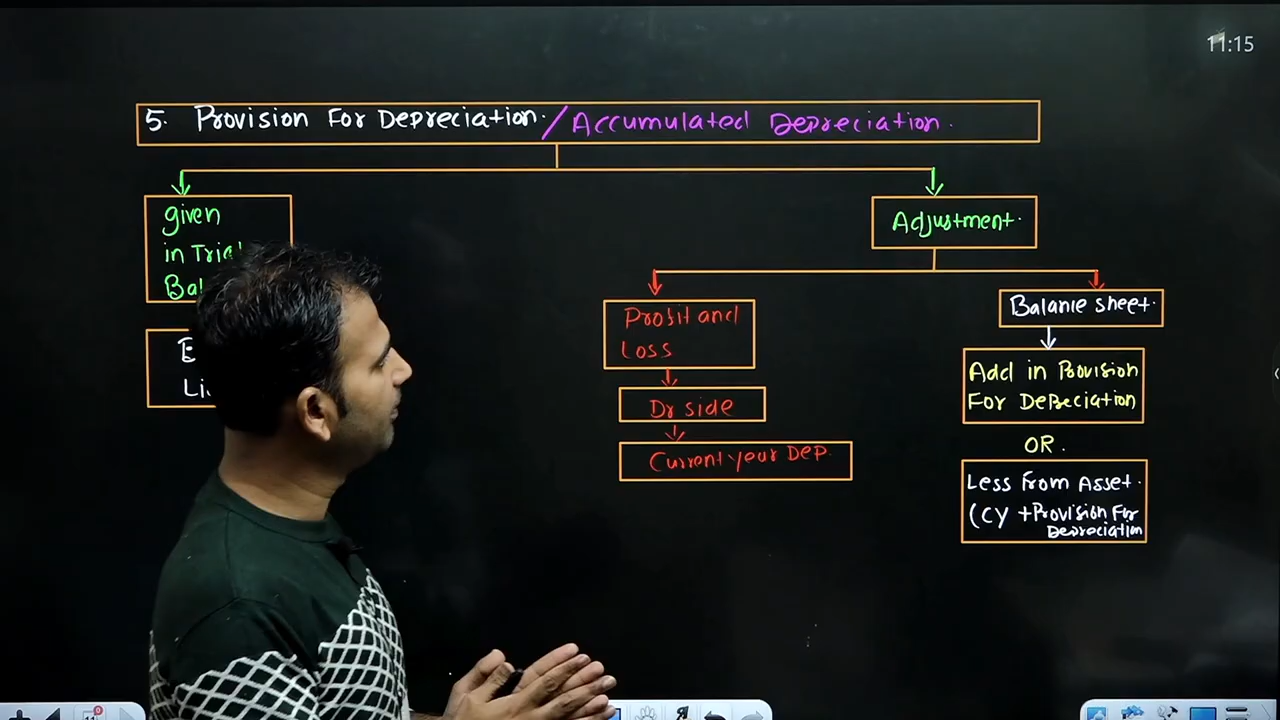 11:15
5. Provision For Depreciation. / Accumulated Depreciation.
given
in Trial
Adjustment.
Profit and
Loss
Dr side
Current year Dep.
Balance sheet.
Add in Provision
For Depreciation
OR.
Less From Asset.
(CY + Provision For
Depreciation